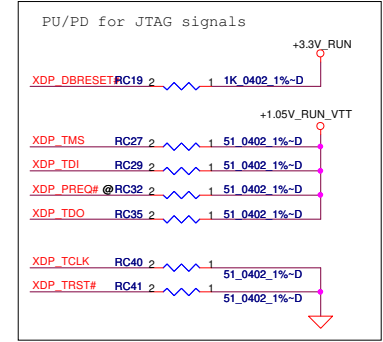 PU/PD for JTAG signals
+3.3V_RUN
XDP_DBRESET# RC19 2 1 1K_0402_1%~D
+1.05V_RUN_VTT
XDP_TMS RC27 2 1 51_0402_1%~D
XDP_TDI RC29 2 1 51_0402_1%~D
XDP_PREQ# @RC32 2 1 51_0402_1%~D
XDP_TDO RC35 2 1 51_0402_1%~D
XDP_TCLK RC40 2 1
51_0402_1%~D
XDP_TRST# RC41 2 1
51_0402_1%~D